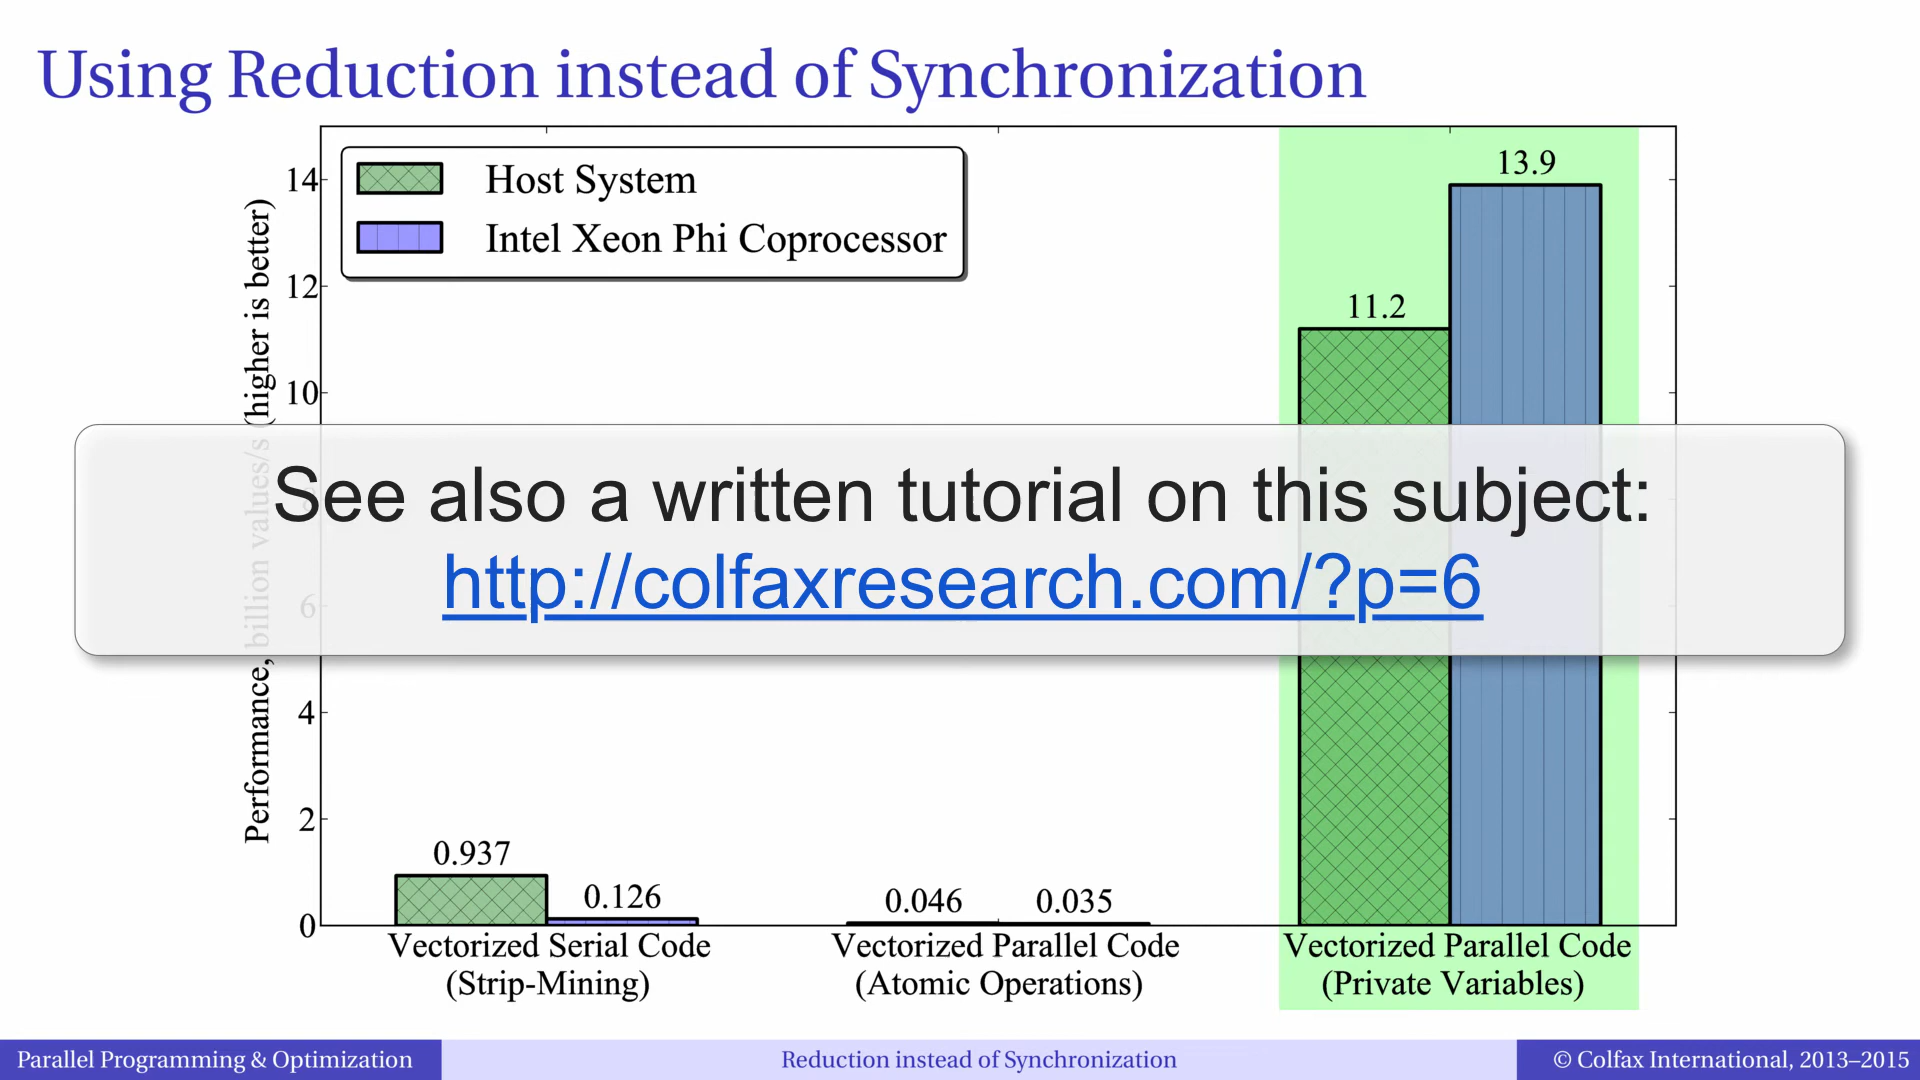 Using Reduction instead of Synchronization
Host System
Intel Xeon Phi Coprocessor
Performance, billion values/s (higher is better)
14
12
10
6
4
2
0
0.937
0.126
0.046
0.035
11.2
13.9
See also a written tutorial on this subject:
http://colfaxresearch.com/?p=6
Vectorized Serial Code
(Strip-Mining)
Vectorized Parallel Code
(Atomic Operations)
Vectorized Parallel Code
(Private Variables)
Parallel Programming & Optimization
Reduction instead of Synchronization
© Colfax International, 2013–2015